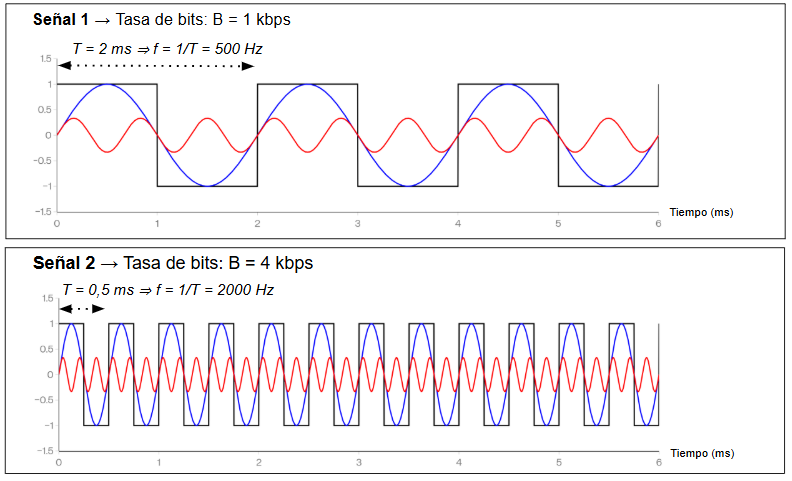 Señal 1 → Tasa de bits: B = 1 kbps
T = 2 ms ⇒ f = 1/T = 500 Hz
1.5
1
0.5
0
−0.5
−1
−1.5
0 1 2 3 4 5 6
Tiempo (ms)
Señal 2 → Tasa de bits: B = 4 kbps
T = 0,5 ms ⇒ f = 1/T = 2000 Hz
1.5
1
0.5
0
−0.5
−1
−1.5
0 1 2 3 4 5 6
Tiempo (ms)